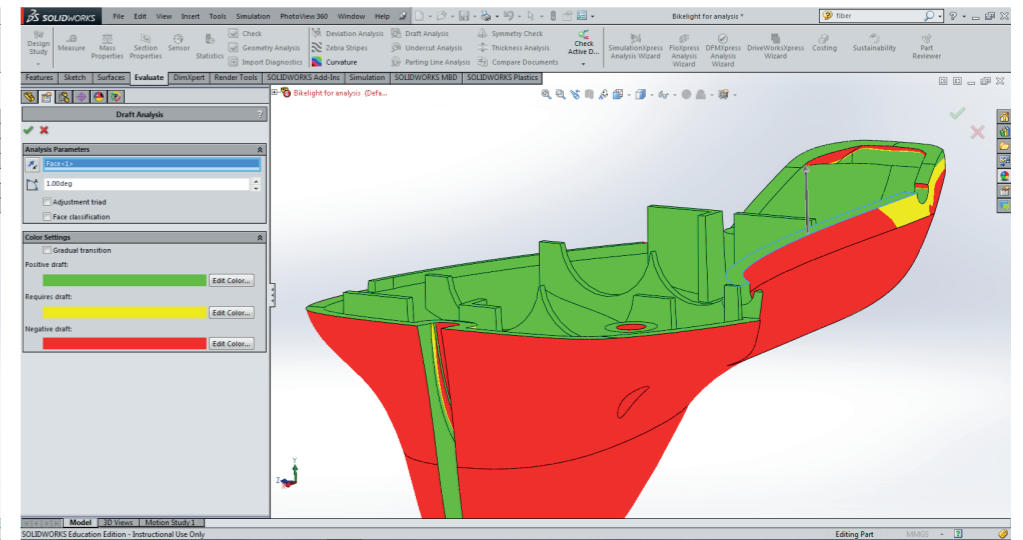 SOLIDWORKS File Edit View Insert Tools Simulation PhotoView 360 Window Help Bikelight for analysis * fiber
Design Study Measure Mass Properties Section Properties Sensor Statistics Check Deviation Analysis Draft Analysis Symmetry Check Check Active D... SimulationXpress Analysis Wizard FloXpress Analysis Wizard DFMXpress Analysis Wizard DriveWorksXpress Wizard Costing Sustainability Part Reviewer
Geometry Analysis Zebra Stripes Undercut Analysis Thickness Analysis
Import Diagnostics Curvature Parting Line Analysis Compare Documents
Features Sketch Surfaces Evaluate DimXpert Render Tools SOLIDWORKS Add-Ins Simulation SOLIDWORKS MBD SOLIDWORKS Plastics
Bikelight for analysis (Defa...
Draft Analysis ?
Analysis Parameters
Face<1>
1.00deg
Adjustment triad
Face classification
Color Settings
Gradual transition
Positive draft:
Edit Color...
Requires draft:
Edit Color...
Negative draft:
Edit Color...
Y
Z
Model 3D Views Motion Study 1
SOLIDWORKS Education Edition - Instructional Use Only Editing Part MMGS - ?